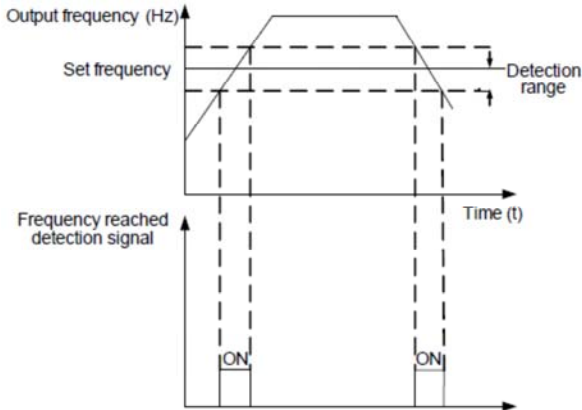 Output frequency (Hz)
Set frequency
Detection
range
Time (t)
Frequency reached
detection signal
ON
ON